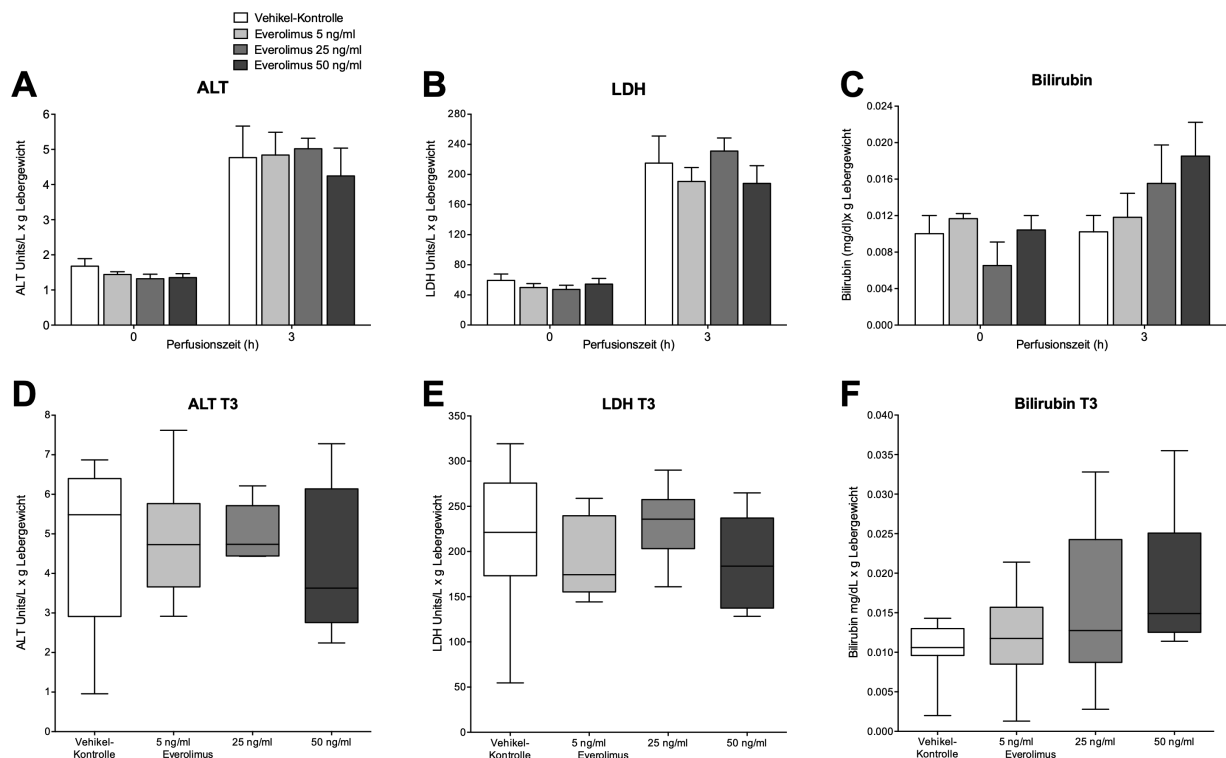 Vehikel-Kontrolle
Everolimus 5 ng/ml
Everolimus 25 ng/ml
Everolimus 50 ng/ml
A
ALT
ALT Units/L x g Lebergewicht
6
5
4
3
2
1
0
0
3
Perfusionszeit (h)
B
LDH
LDH Units/L x g Lebergewicht
280
240
200
160
120
80
40
0
0
3
Perfusionszeit (h)
C
Bilirubin
Bilirubin (mg/dl)x g Lebergewicht
0.024
0.020
0.016
0.012
0.008
0.004
0.000
0
3
Perfusionszeit (h)
D
ALT T3
ALT Units/L x g Lebergewicht
8
7
6
5
4
3
2
1
0
Vehikel-
Kontrolle
5 ng/ml
25 ng/ml
50 ng/ml
Everolimus
E
LDH T3
LDH Units/L x g Lebergewicht
350
300
250
200
150
100
50
0
Vehikel-
Kontrolle
5 ng/ml
25 ng/ml
50 ng/ml
Everolimus
F
Bilirubin T3
Bilirubin mg/dL x g Lebergewicht
0.040
0.035
0.030
0.025
0.020
0.015
0.010
0.005
0.000
Vehikel-
Kontrolle
5 ng/ml
25 ng/ml
50 ng/ml
Everolimus